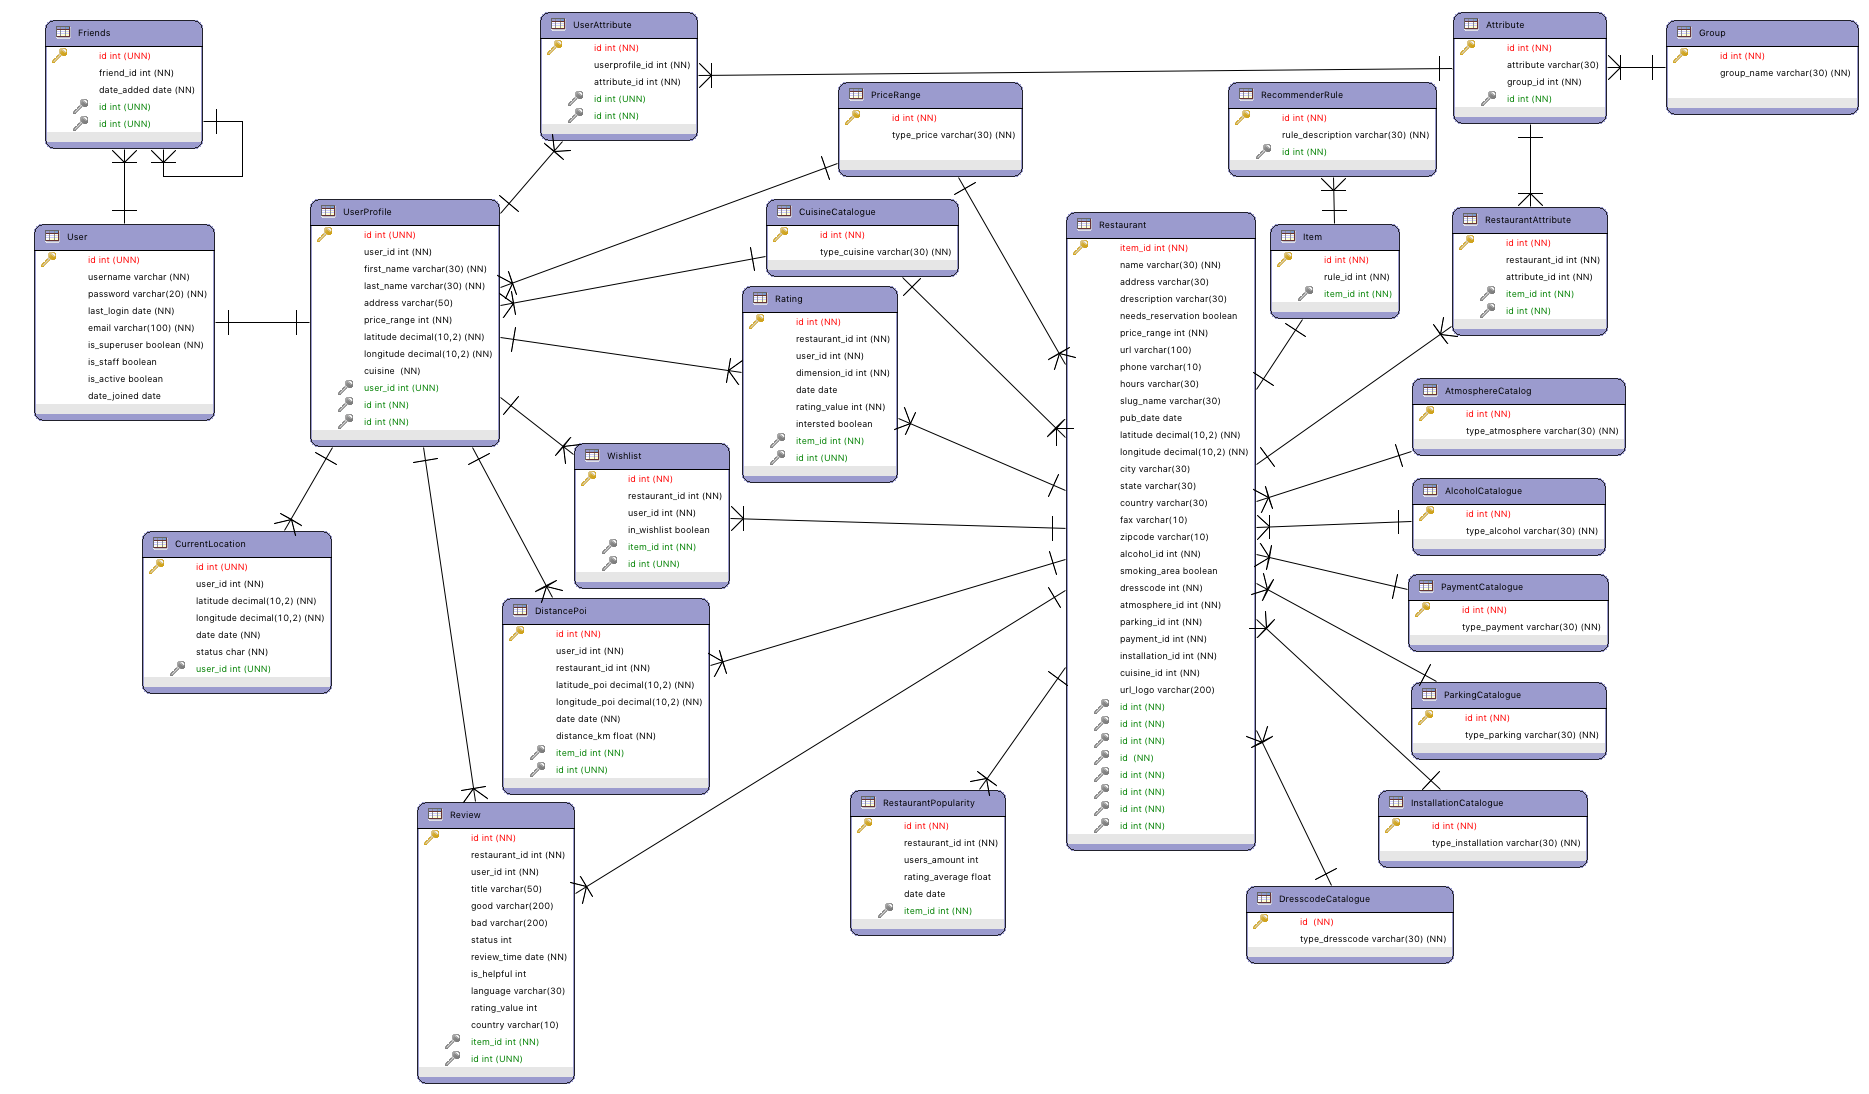 Friends
id int (UNN)
friend_id int (NN)
date_added date (NN)
id int (UNN)
id int (UNN)
UserAttribute
id int (NN)
userprofile_id int (NN)
attribute_id int (NN)
id int (UNN)
id int (NN)
Attribute
id int (NN)
attribute varchar(30)
group_id int (NN)
id int (NN)
Group
id int (NN)
group_name varchar(30) (NN)
PriceRange
id int (NN)
type_price varchar(30) (NN)
RecommenderRule
id int (NN)
rule_description varchar(30) (NN)
id int (NN)
User
id int (UNN)
username varchar (NN)
password varchar(20) (NN)
last_login date (NN)
email varchar(100) (NN)
is_superuser boolean (NN)
is_staff boolean
is_active boolean
date_joined date
UserProfile
id int (UNN)
user_id int (NN)
first_name varchar(30) (NN)
last_name varchar(30) (NN)
address varchar(50)
price_range int (NN)
latitude decimal(10,2) (NN)
longitude decimal(10,2) (NN)
cuisine (NN)
user_id int (UNN)
id int (NN)
id int (NN)
CuisineCatalogue
id int (NN)
type_cuisine varchar(30) (NN)
Rating
id int (NN)
restaurant_id int (NN)
user_id int (NN)
dimension_id int (NN)
date date
rating_value int (NN)
intersted boolean
item_id int (NN)
id int (UNN)
Restaurant
item_id int (NN)
name varchar(30) (NN)
address varchar(30)
drescription varchar(30)
needs_reservation boolean
price_range int (NN)
url varchar(100)
phone varchar(10)
hours varchar(30)
slug_name varchar(30)
pub_date date
latitude decimal(10,2) (NN)
longitude decimal(10,2) (NN)
city varchar(30)
state varchar(30)
country varchar(30)
fax varchar(10)
zipcode varchar(10)
alcohol_id int (NN)
smoking_area boolean
dresscode int (NN)
atmosphere_id int (NN)
parking_id int (NN)
payment_id int (NN)
installation_id int (NN)
cuisine_id int (NN)
url_logo varchar(200)
id int (NN)
id int (NN)
id int (NN)
id (NN)
id int (NN)
id int (NN)
id int (NN)
id int (NN)
Item
id int (NN)
rule_id int (NN)
item_id int (NN)
RestaurantAttribute
id int (NN)
restaurant_id int (NN)
attribute_id int (NN)
item_id int (NN)
id int (NN)
AtmosphereCatalog
id int (NN)
type_atmosphere varchar(30) (NN)
AlcoholCatalogue
id int (NN)
type_alcohol varchar(30) (NN)
PaymentCatalogue
id int (NN)
type_payment varchar(30) (NN)
ParkingCatalogue
id int (NN)
type_parking varchar(30) (NN)
InstallationCatalogue
id int (NN)
type_installation varchar(30) (NN)
DresscodeCatalogue
id (NN)
type_dresscode varchar(30) (NN)
Wishlist
id int (NN)
restaurant_id int (NN)
user_id int (NN)
in_wishlist boolean
item_id int (NN)
id int (UNN)
CurrentLocation
id int (UNN)
user_id int (NN)
latitude decimal(10,2) (NN)
longitude decimal(10,2) (NN)
date date (NN)
status char (NN)
user_id int (UNN)
DistancePoi
id int (NN)
user_id int (NN)
restaurant_id int (NN)
latitude_poi decimal(10,2) (NN)
longitude_poi decimal(10,2) (NN)
date date (NN)
distance_km float (NN)
item_id int (NN)
id int (UNN)
Review
id int (NN)
restaurant_id int (NN)
user_id int (NN)
title varchar(50)
good varchar(200)
bad varchar(200)
status int
review_time date (NN)
is_helpful int
language varchar(30)
rating_value int
country varchar(10)
item_id int (NN)
id int (UNN)
RestaurantPopularity
id int (NN)
restaurant_id int (NN)
users_amount int
rating_average float
date date
item_id int (NN)